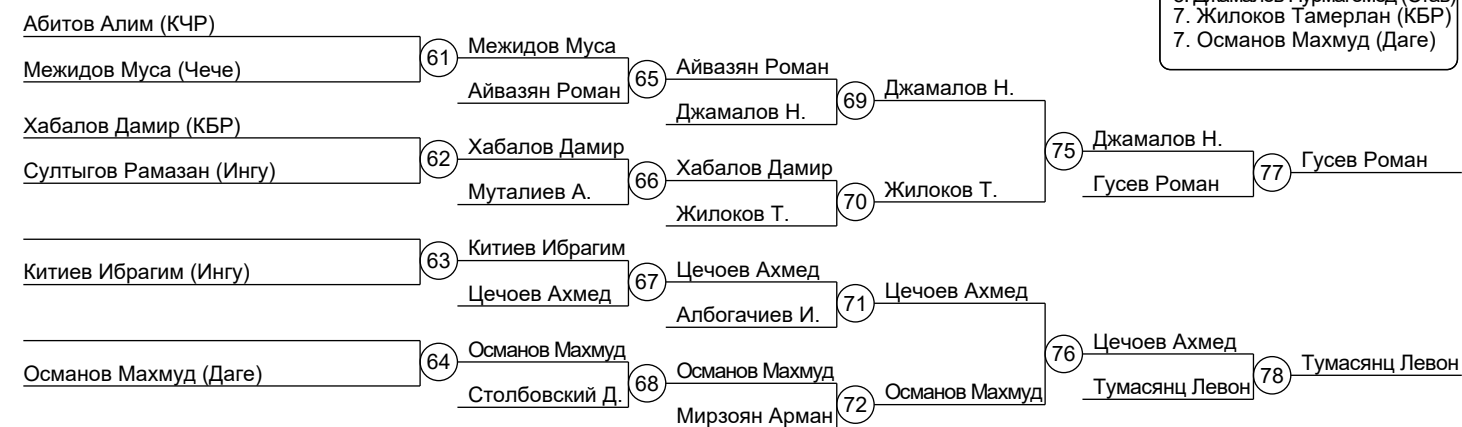 7. Жилоков Тамерлан (КБР)
7. Османов Махмуд (Даге)
Абитов Алим (КЧР)
61
Межидов Муса
Межидов Муса (Чече)
65
Айвазян Роман
Айвазян Роман
69
Джамалов Н.
Джамалов Н.
Хабалов Дамир (КБР)
62
Хабалов Дамир
75
Джамалов Н.
Султыгов Рамазан (Ингу)
66
Хабалов Дамир
77
Гусев Роман
Муталиев А.
70
Жилоков Т.
Гусев Роман
Жилоков Т.
63
Китиев Ибрагим
Китиев Ибрагим (Ингу)
67
Цечоев Ахмед
Цечоев Ахмед
71
Цечоев Ахмед
Албогачиев И.
64
Османов Махмуд
76
Цечоев Ахмед
Османов Махмуд (Даге)
68
Османов Махмуд
78
Тумасянц Левон
Столбовский Д.
72
Османов Махмуд
Тумасянц Левон
Мирзоян Арман